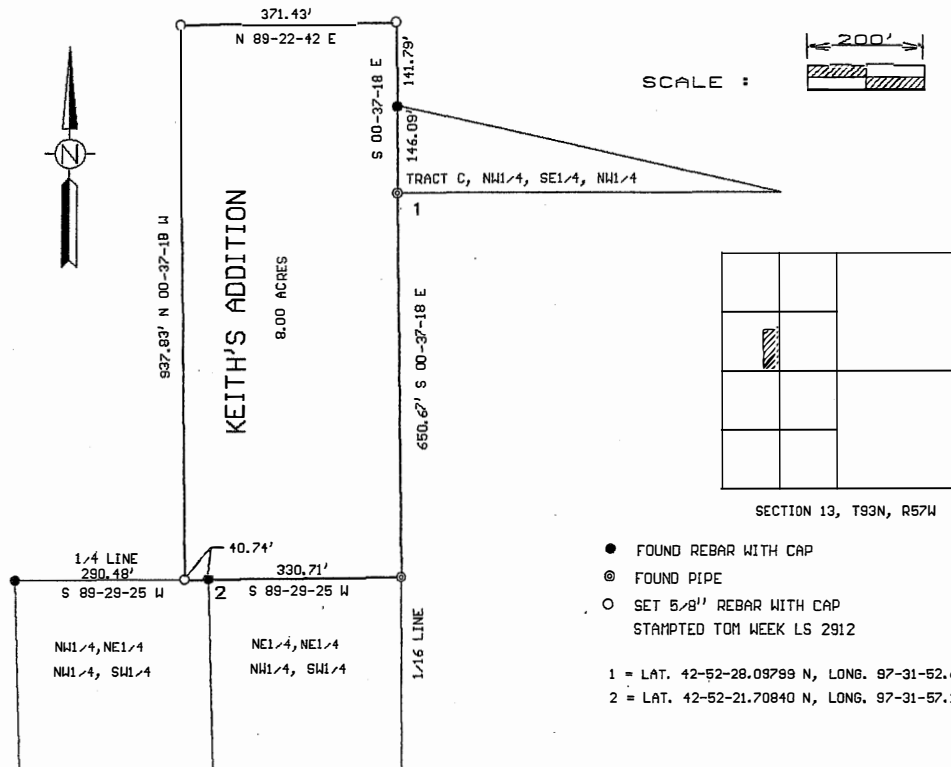 371.43'
N 89-22-42 E
S 00-37-18 E
141.79'
SCALE :
200'
N
146.09'
TRACT C, NW1/4, SE1/4, NW1/4
1
937.83' N 00-37-18 W
KEITH'S ADDITION
8.00 ACRES
650.67' S 00-37-18 E
SECTION 13, T93N, R57W
1/4 LINE
290.48'
S 89-29-25 W
40.74'
2
330.71'
S 89-29-25 W
FOUND REBAR WITH CAP
FOUND PIPE
SET 5/8'' REBAR WITH CAP
STAMPTED TOM WEEK LS 2912
NW1/4, NE1/4
NW1/4, SW1/4
NE1/4, NE1/4
NW1/4, SW1/4
1/16 LINE
1 = LAT. 42-52-28.09799 N, LONG. 97-31-52.
2 = LAT. 42-52-21.70840 N, LONG. 97-31-57.